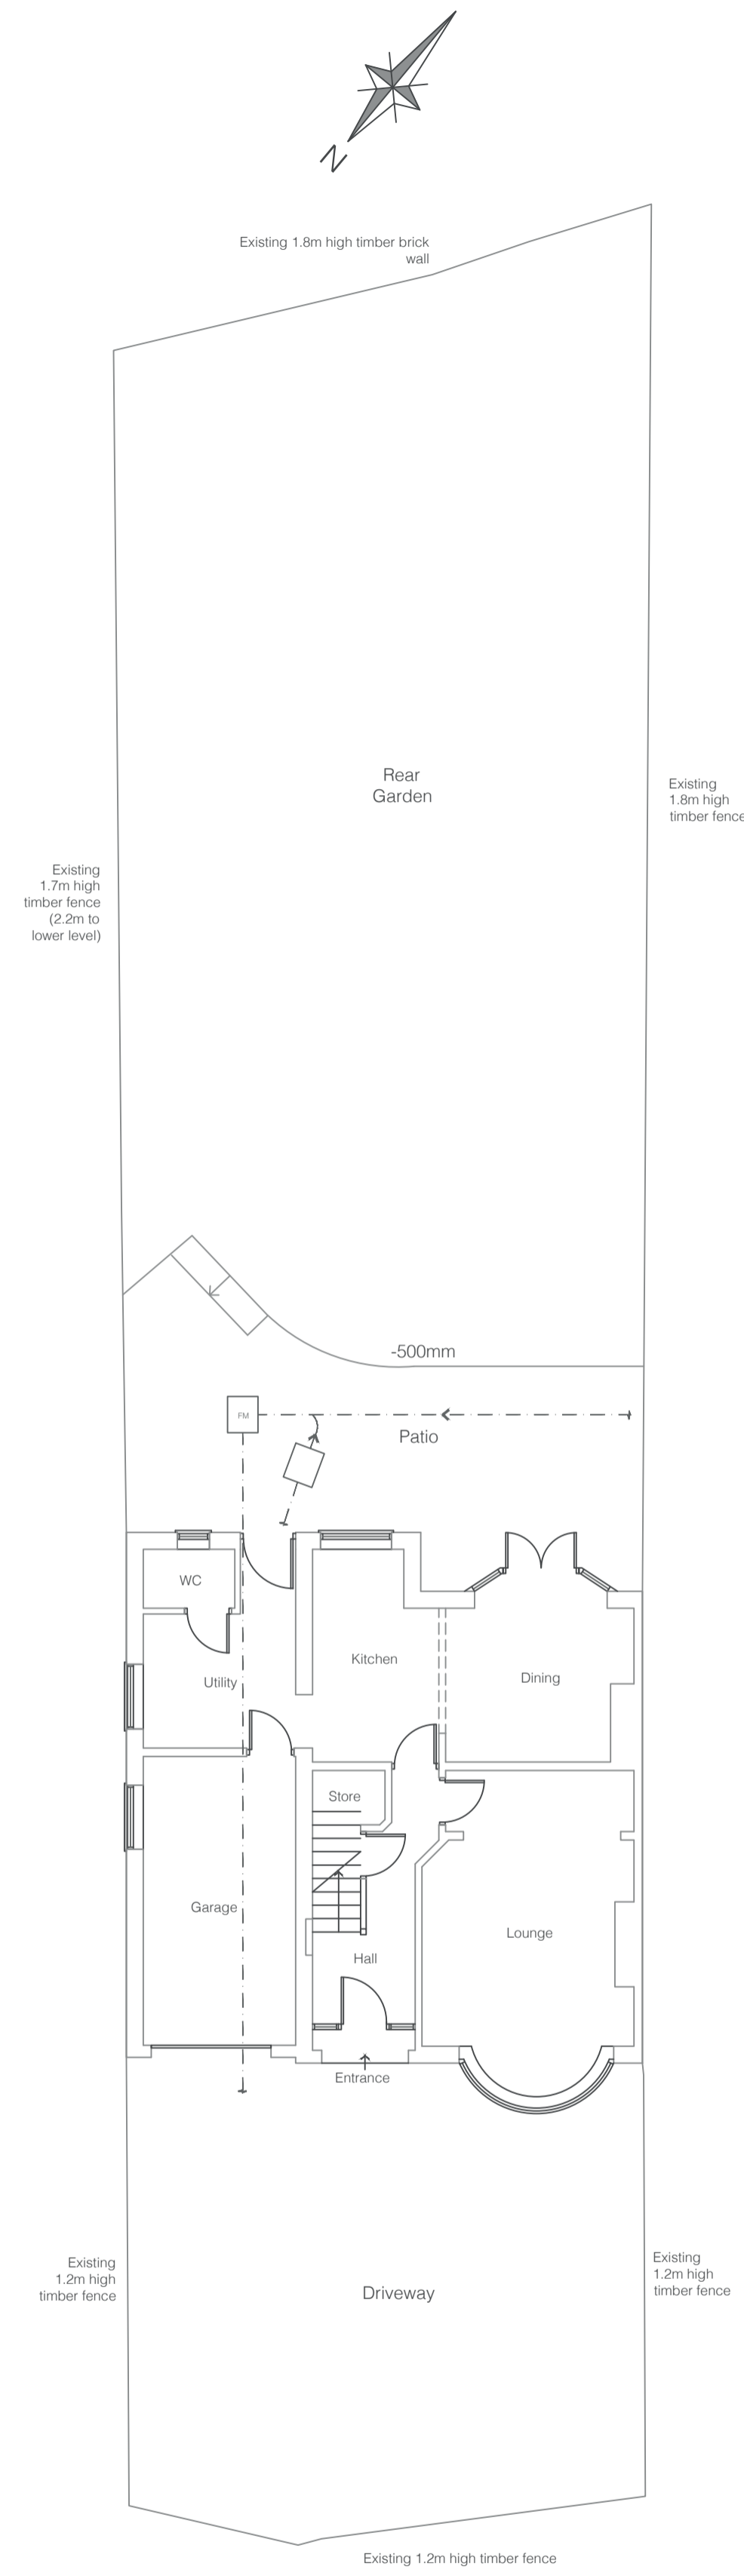 N
Existing 1.8m high timber brick
wall
Rear
Garden
Existing
1.8m high
timber fence
Existing
1.7m high
timber fence
(2.2m to
lower level)
-500mm
FM
Patio
WC
Kitchen
Utility
Dining
Store
Garage
Lounge
Hall
Entrance
Existing
1.2m high
timber fence
Driveway
Existing
1.2m high
timber fence
Existing 1.2m high timber fence